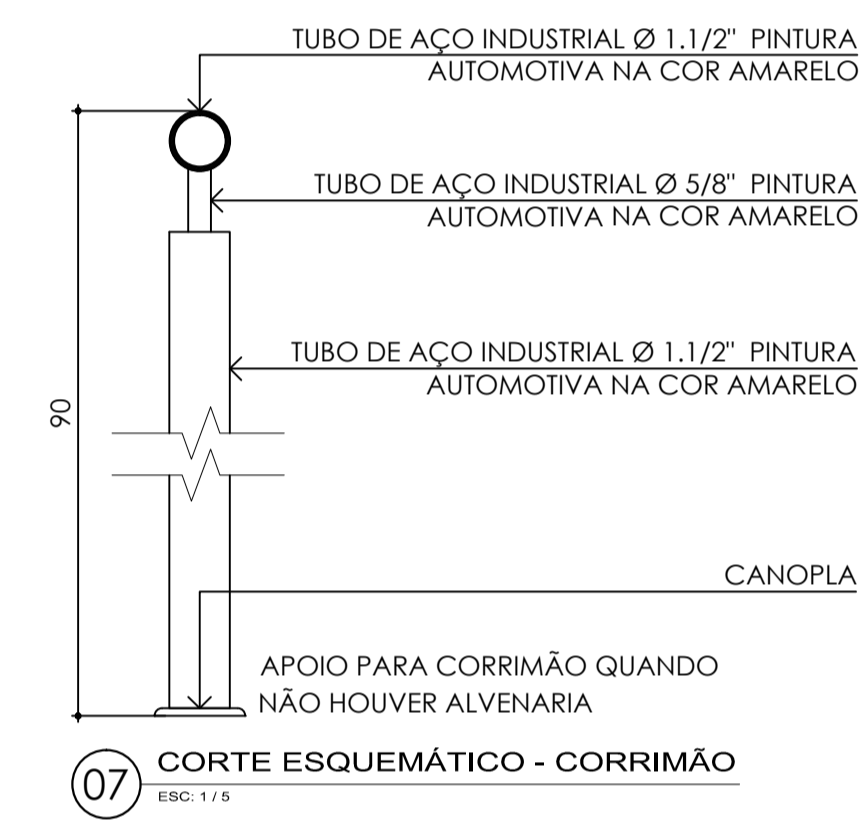 TUBO DE AÇO INDUSTRIAL Ø 1.1/2" PINTURA
AUTOMOTIVA NA COR AMARELO
TUBO DE AÇO INDUSTRIAL Ø 5/8" PINTURA
AUTOMOTIVA NA COR AMARELO
TUBO DE AÇO INDUSTRIAL Ø 1.1/2" PINTURA
AUTOMOTIVA NA COR AMARELO
90
CANOPLA
APOIO PARA CORRIMÃO QUANDO
NÃO HOUVER ALVENARIA
07
CORTE ESQUEMÁTICO - CORRIMÃO
ESC: 1 / 5